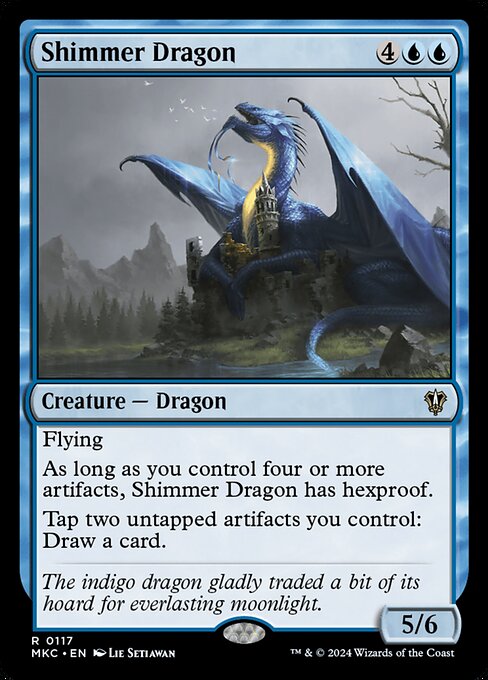 Shimmer Dragon 4
Creature — Dragon
Flying
As long as you control four or more
artifacts, Shimmer Dragon has hexproof.
Tap two untapped artifacts you control:
Draw a card.
The indigo dragon gladly traded a bit of its
hoard for everlasting moonlight.
5/6
R 0117
MKC • EN Lie Setiawan
™ & © 2024 Wizards of the Coast